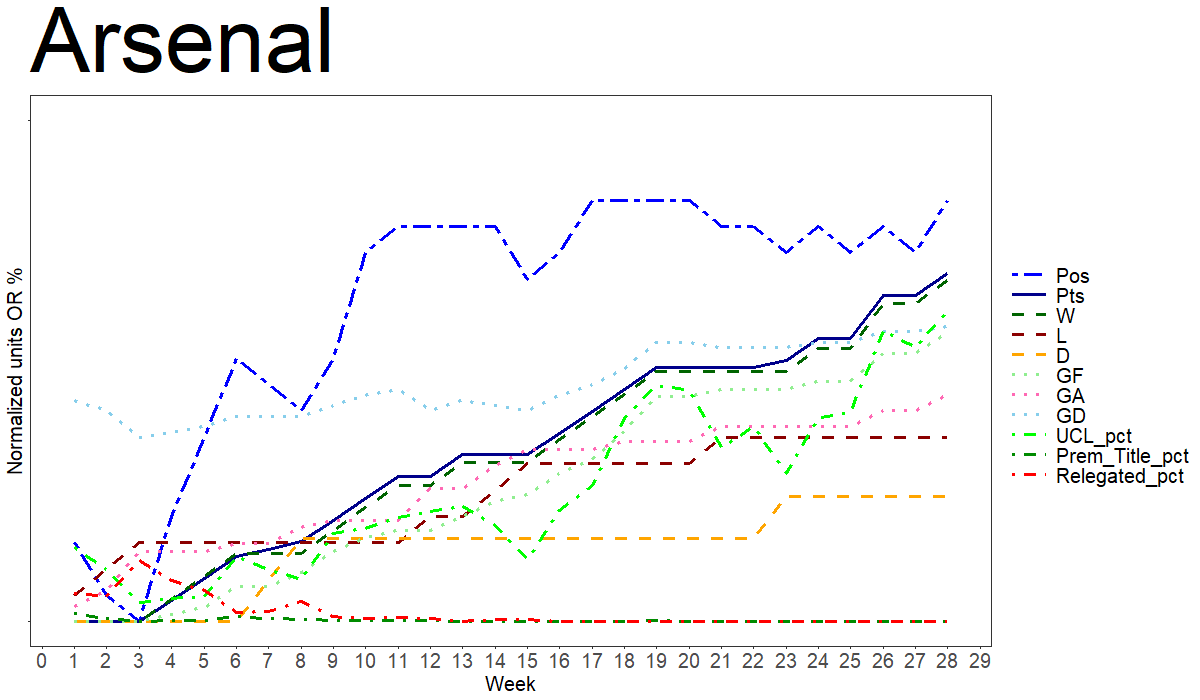 Arsenal
Normalized units OR %
Pos
Pts
W
L
D
GF
GA
GD
UCL_pct
Prem_Title_pct
Relegated_pct
0 1 2 3 4 5 6 7 8 9 10 11 12 13 14 15 16 17 18 19 20 21 22 23 24 25 26 27 28 29
Week